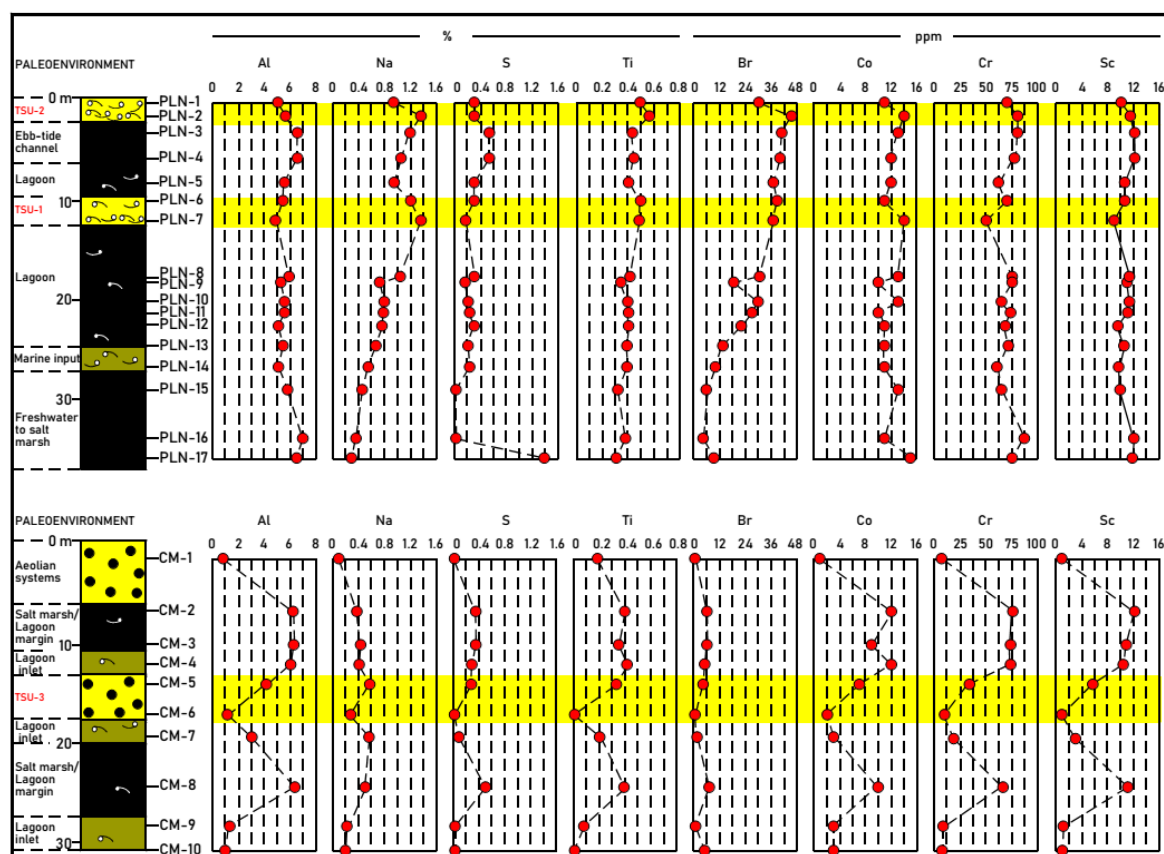 % ppm
PALEOENVIRONMENT Al Na S Ti Br Co Cr Sc
0 4 8 0 0.4 0.8 1.2 1.6 0 0.4 0.8 1.2 1.6 0 0.2 0.4 0.6 0.8 0 12 24 36 48 0 4 8 12 16 0 25 50 75 100 0 4 8 12 16
0 m PLN-1
TSU-2
PLN-2
Ebb-tide
channel
PLN-3
PLN-4
Lagoon
PLN-5
10 PLN-6
TSU-1
PLN-7
Lagoon
PLN-8
PLN-9
20 PLN-10
PLN-11
PLN-12
PLN-13
Marine input
PLN-14
PLN-15
30
Freshwater
to salt
marsh
PLN-16
PLN-17
PALEOENVIRONMENT Al Na S Ti Br Co Cr Sc
0 2 4 6 8 0 0.4 0.8 1.2 1.6 0 0.4 0.8 1.2 1.6 0 0.2 0.4 0.6 0.8 0 12 24 36 48 0 4 8 12 16 0 25 50 75 100 0 4 8 12 16
0 m
CM-1
Aeolian
systems
Salt marsh/
Lagoon
margin
CM-2
10 CM-3
Lagoon
inlet
CM-4
CM-5
TSU-3
CM-6
Lagoon
inlet
CM-7
20
Salt marsh/
Lagoon
margin
CM-8
Lagoon
inlet
CM-9
30 CM-10